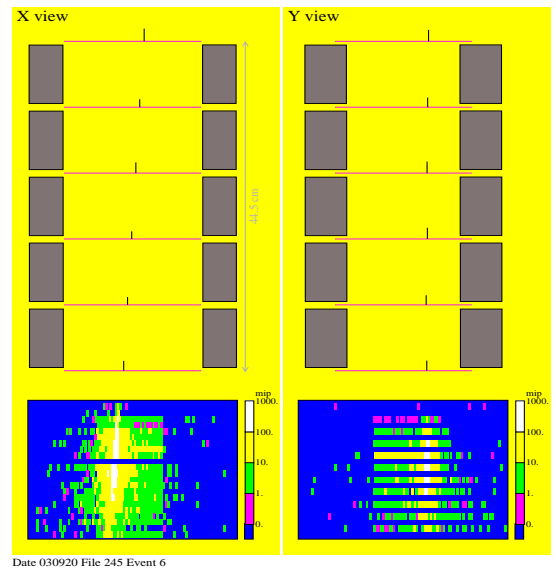 X view
Y view
44.5 cm
mip
1000.
100.
10.
1.
0.
mip
1000.
100.
10.
1.
0.
Date 030920 File 245 Event 6